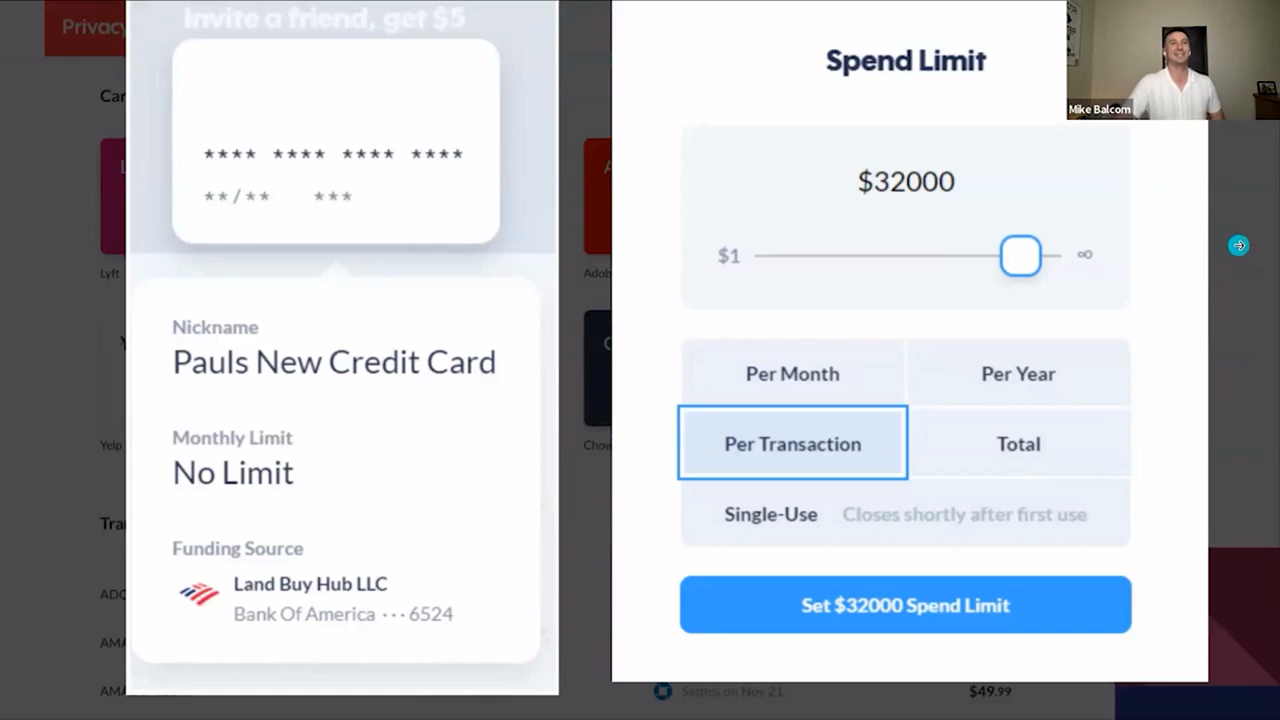 Privacy
Invite a friend, get $5
Car
**** **** **** ****
**/** ***
Lyft
Nickname
Pauls New Credit Card
Monthly Limit
No Limit
Funding Source
Land Buy Hub LLC
Bank Of America ··· 6524
Yelp
Tra
ADO
AMA
AMA
Adob
Chow
Spend Limit
$32000
$1
∞
Per Month
Per Year
Per Transaction
Total
Single-Use Closes shortly after first use
Set $32000 Spend Limit
Settles on Nov 21
$49.99
Mike Balcom